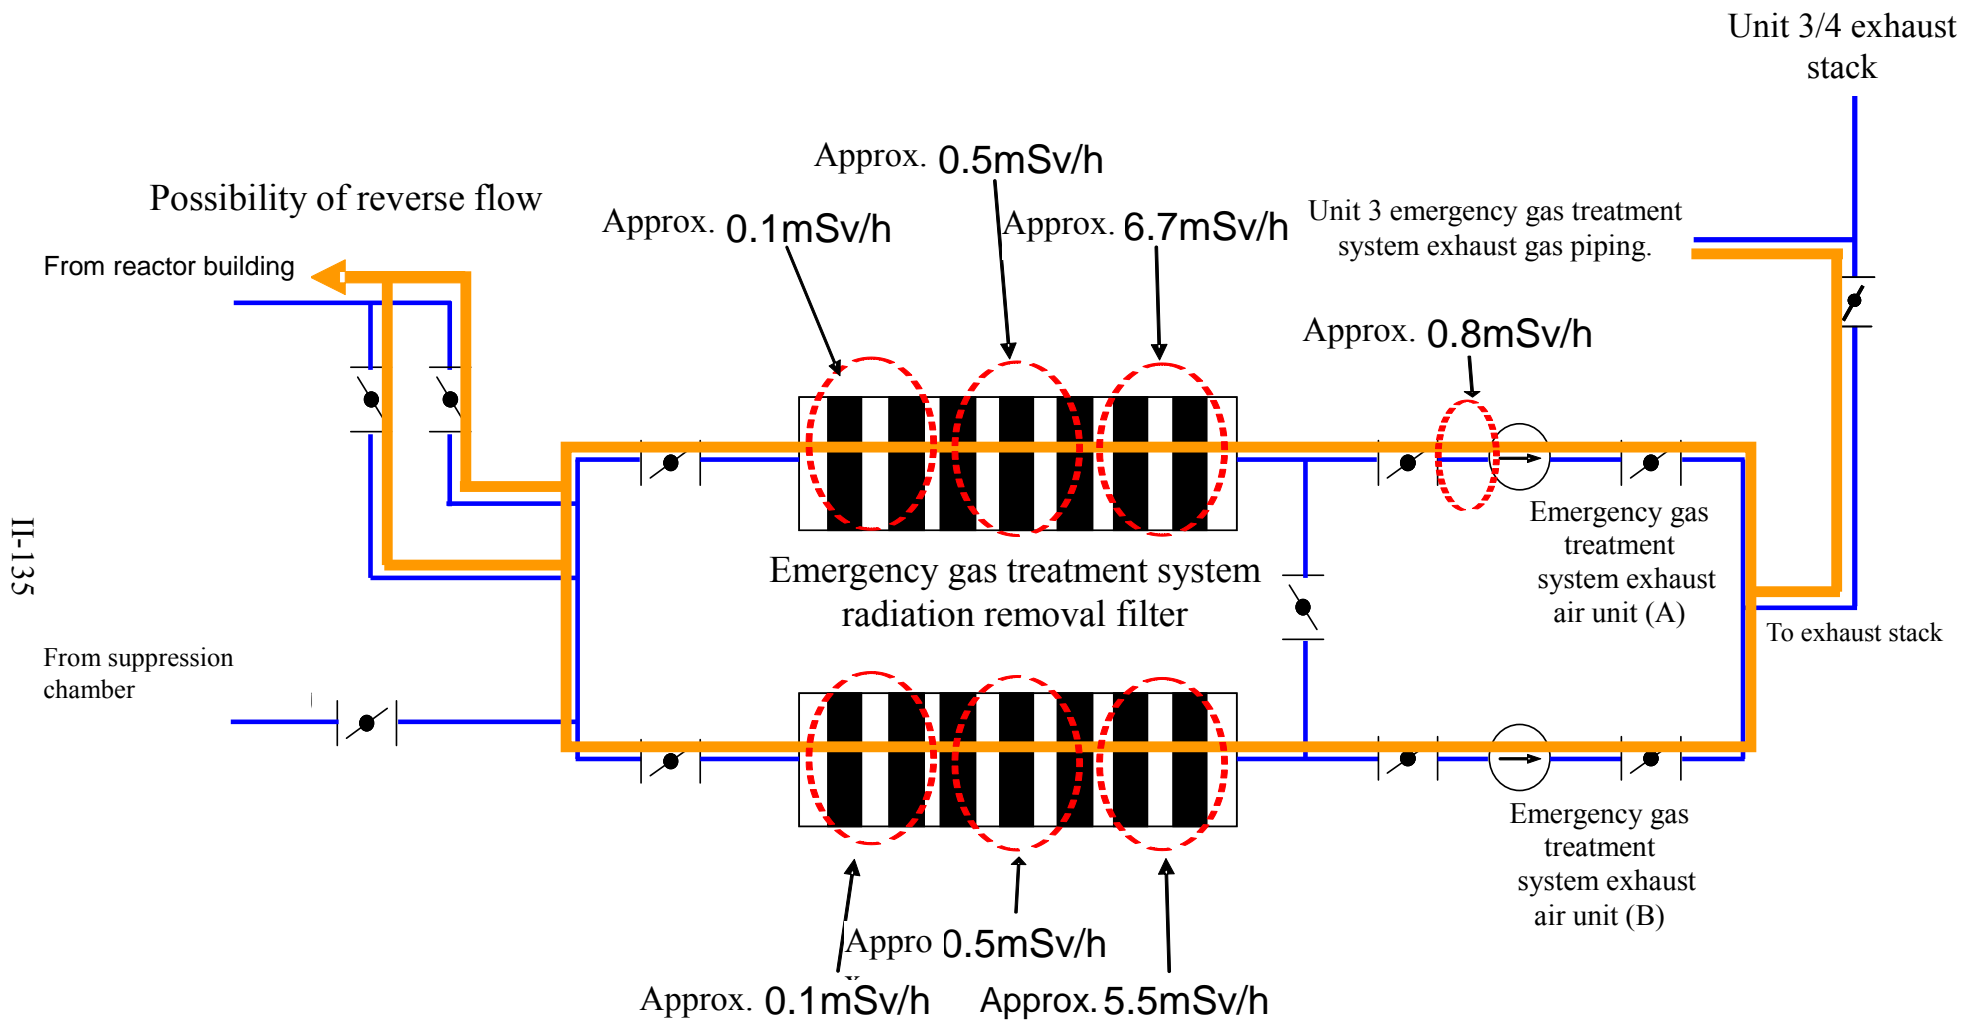 Unit 3/4 exhaust
stack
Approx. 0.5mSv/h
Possibility of reverse flow
Approx. 0.1mSv/h
Approx. 6.7mSv/h
Unit 3 emergency gas treatment
system exhaust gas piping.
From reactor building
Approx. 0.8mSv/h
Emergency gas
treatment
system exhaust
air unit (A)
II-135
Emergency gas treatment system
radiation removal filter
To exhaust stack
From suppression
chamber
Emergency gas
treatment
system exhaust
air unit (B)
Appro 0.5mSv/h
x.
Approx. 0.1mSv/h
Approx. 5.5mSv/h